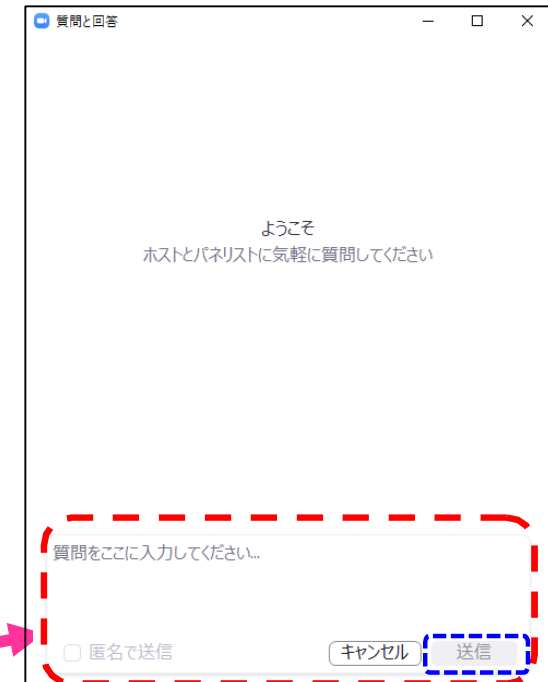 質問と回答
ようこそ
ホストとパネリストに気軽に質問してください
質問をここに入力してください...
匿名で送信
キャンセル
送信